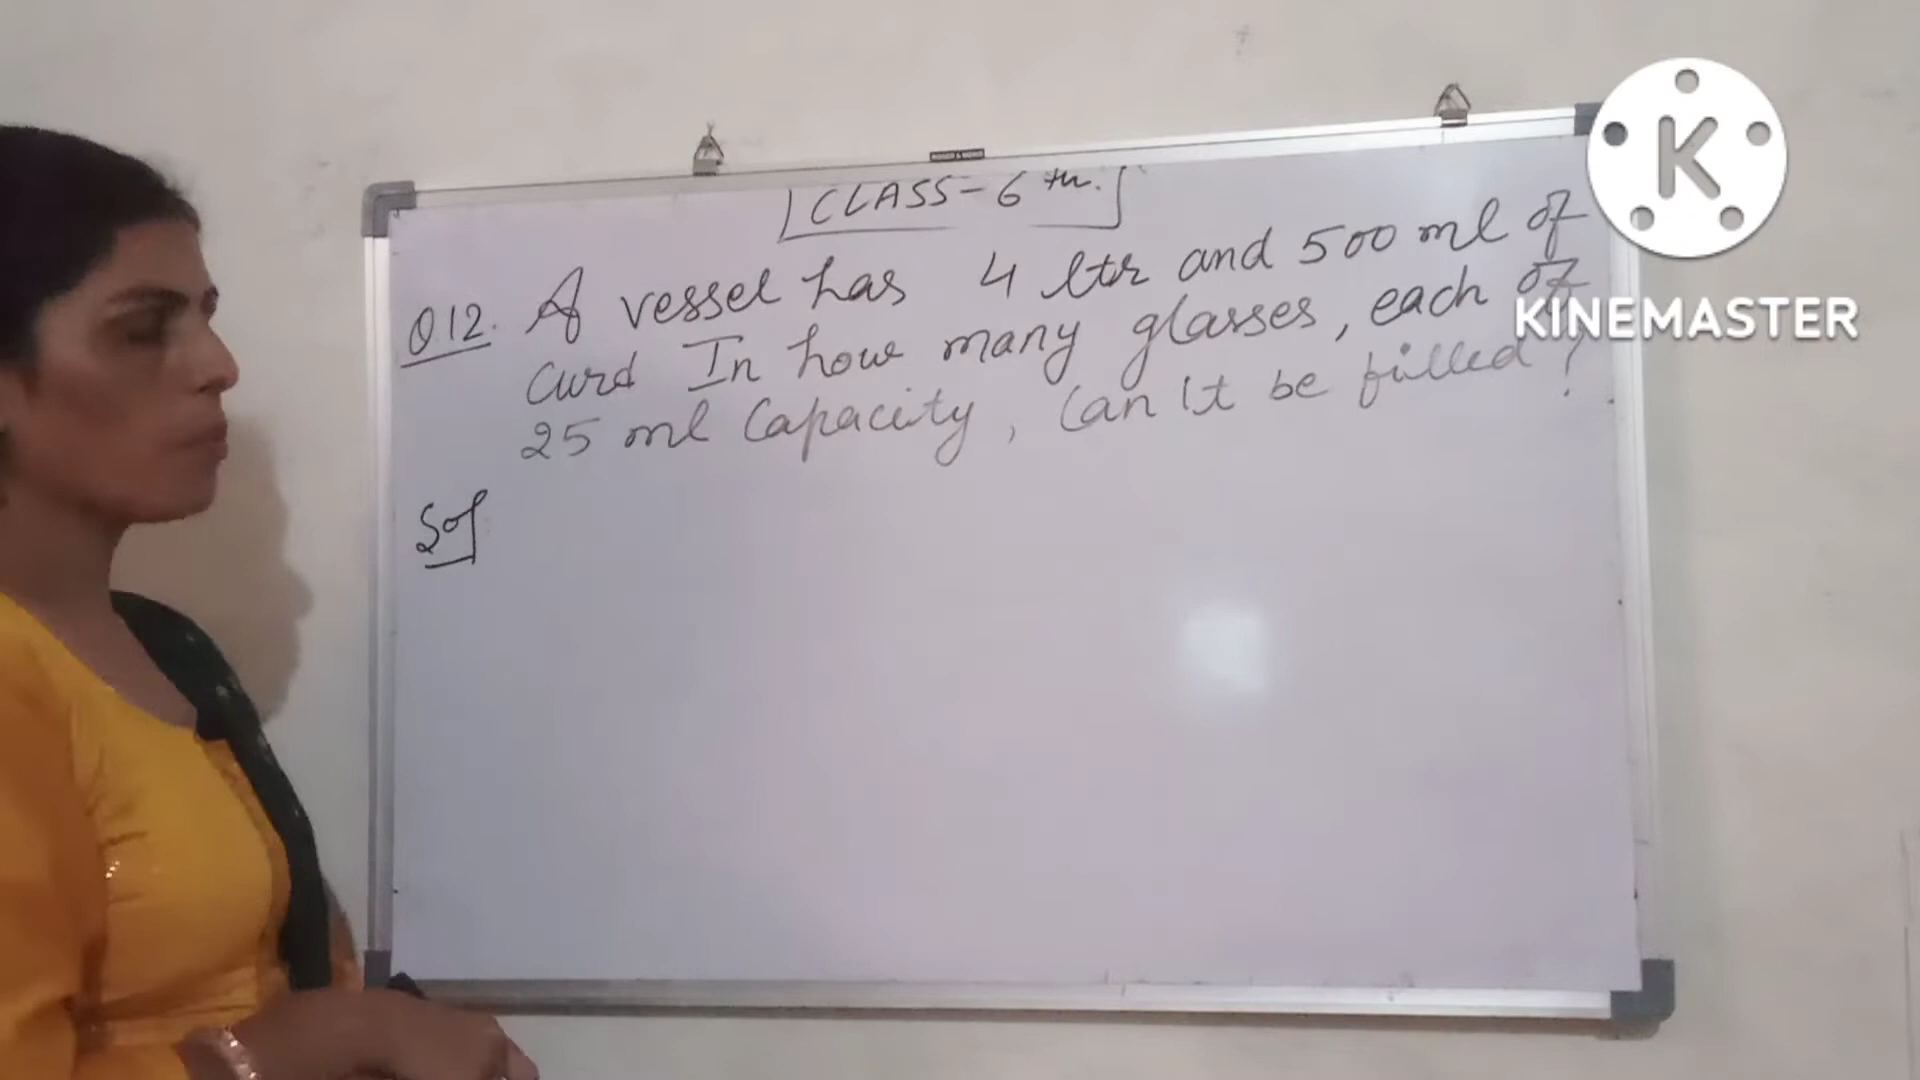 CLASS-6th.
Q12. A vessel has 4 ltr and 500 ml of
curd In how many glasses, each of
25 ml Capacity, Can It be filled?
Sol
K
KINEMASTER